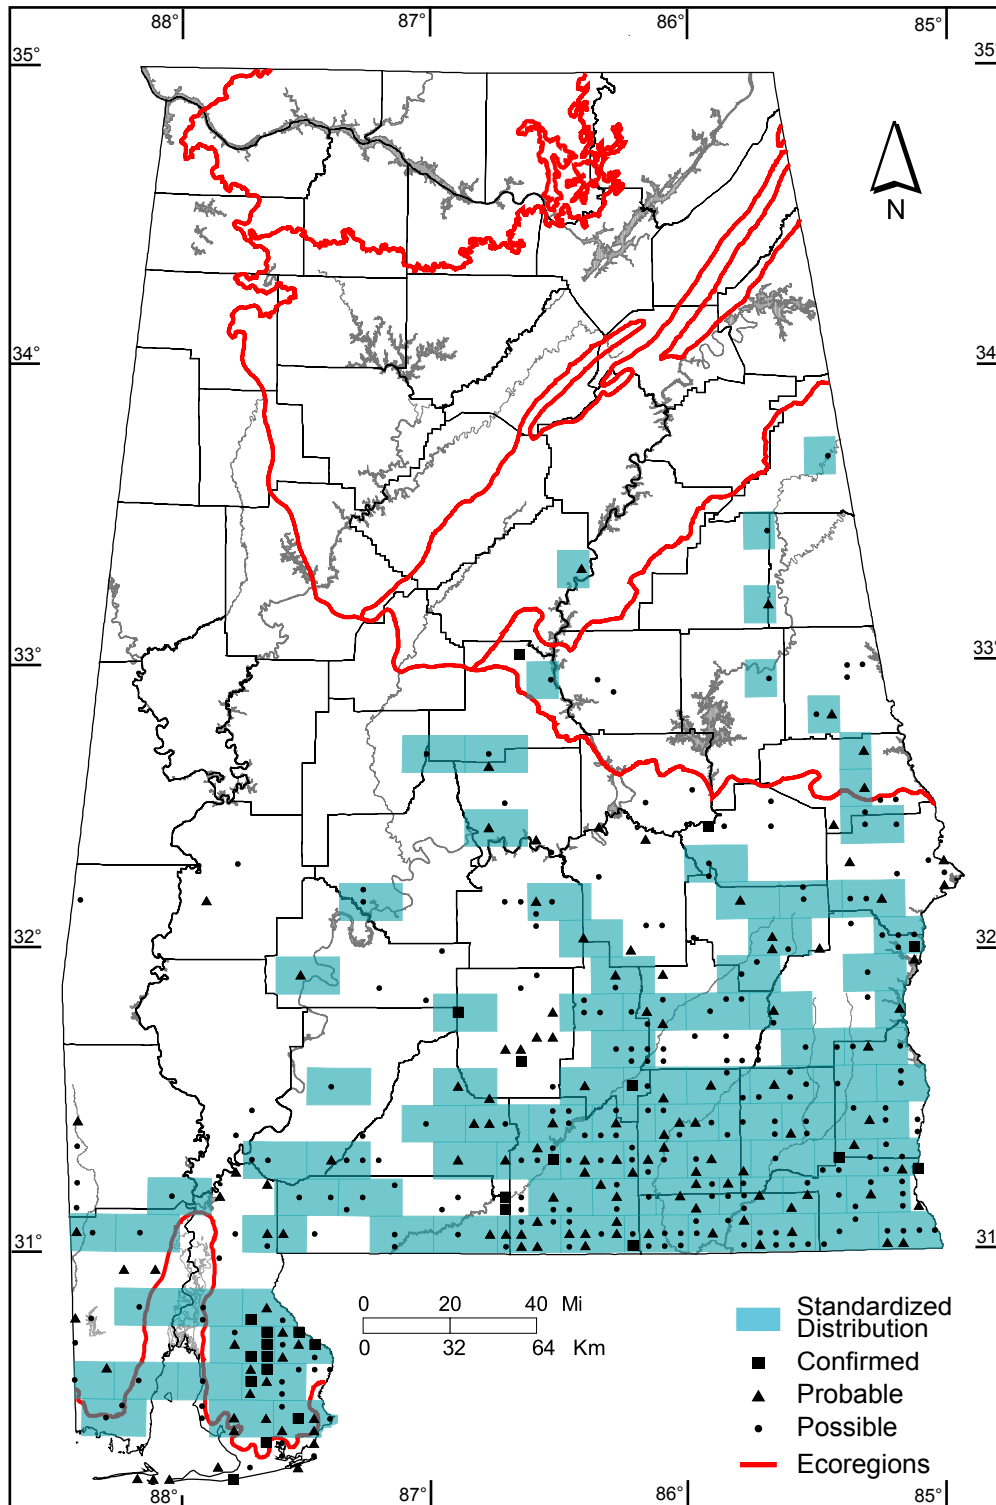 88° 87° 86° 85°
35° 35°
N
34° 34
33° 33°
32° 32
31° 31
0 20 40 Mi
0 32 64 Km
Standardized
Distribution
Confirmed
Probable
Possible
Ecoregions
88° 87° 86° 85°